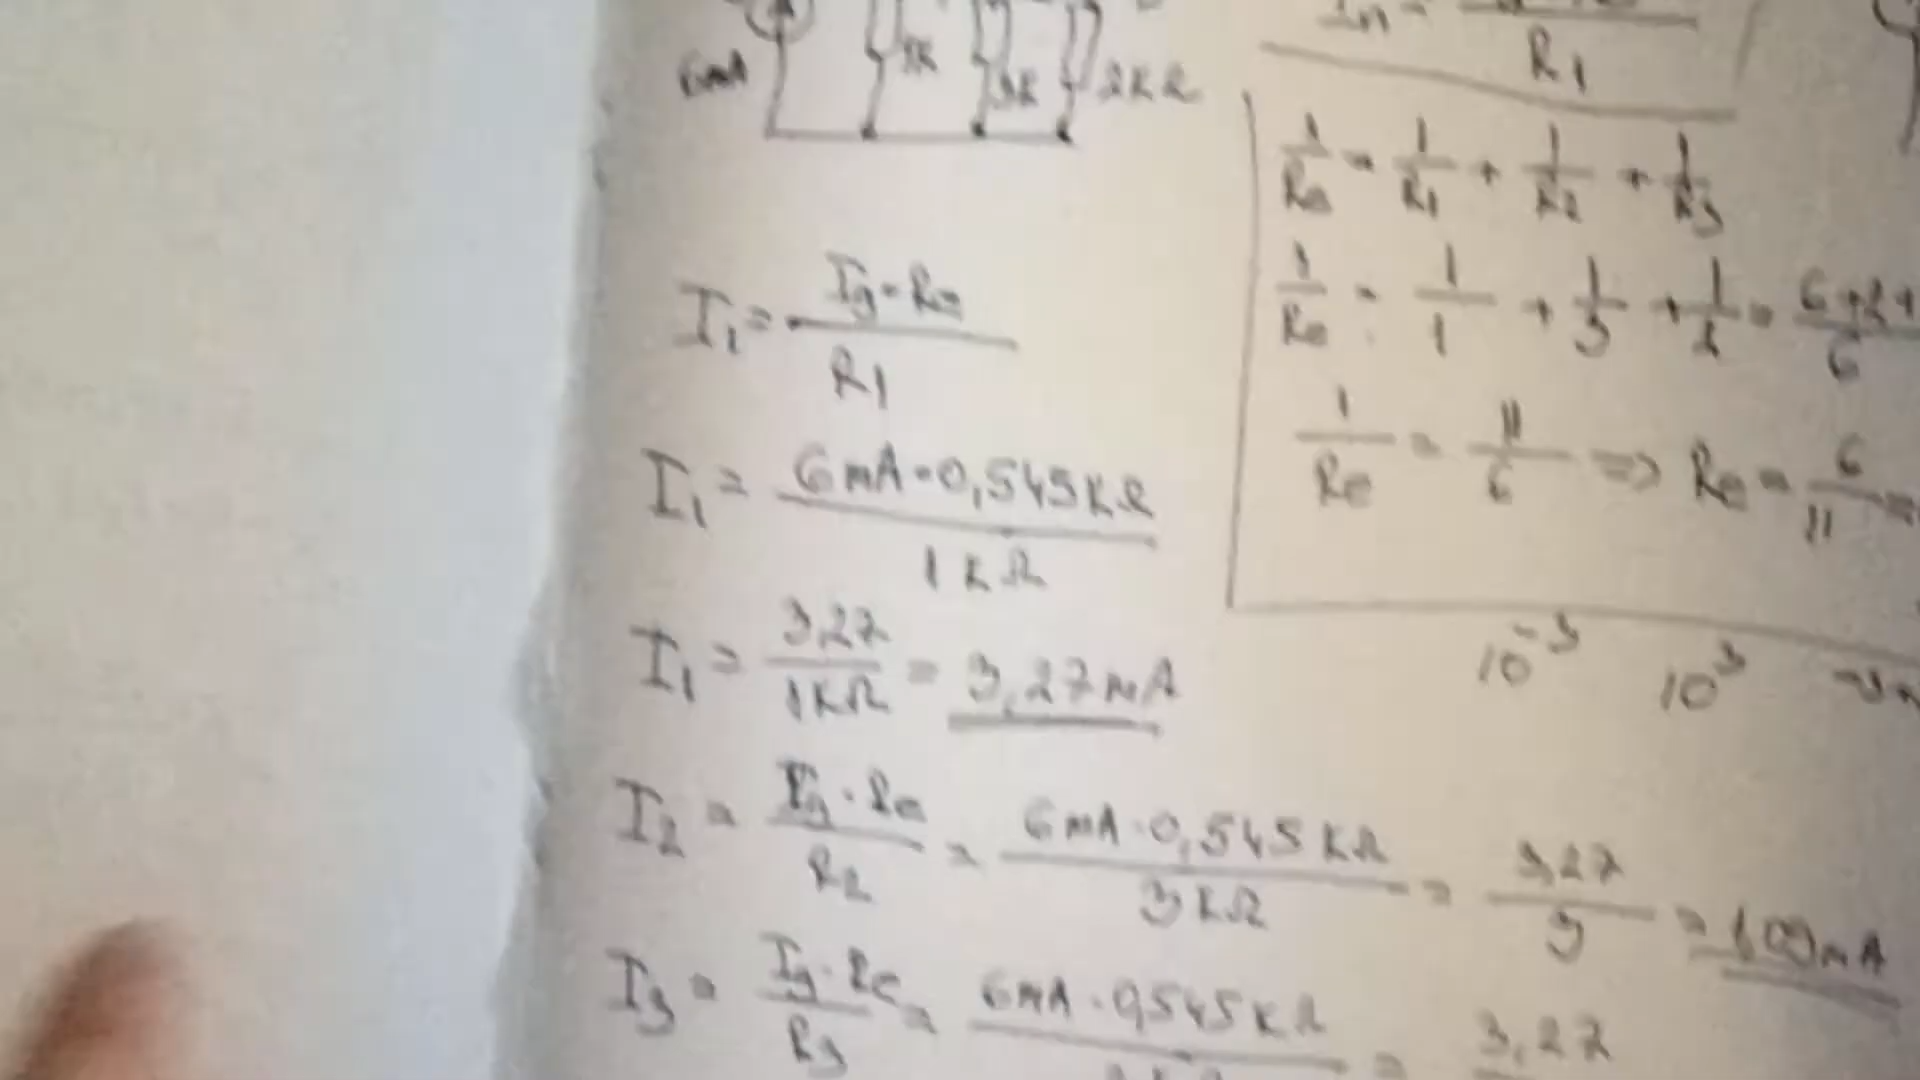 6mA 1K 3K 2KΩ
R1
1/Re = 1/R1 + 1/R2 + 1/R3
1/Re = 1/1 + 1/3 + 1/2 = 6+2+/6
1/Re = 11/6 => Re = 6/11 =
10^-3 10^3
I1 = Ig·Re/R1
I1 = 6mA·0,545KΩ/1KΩ
I1 = 3,27/1KΩ = 3,27mA
I2 = Ig·Re/R2 = 6mA·0,545KΩ/3KΩ = 3,27/3 = 1,09mA
I3 = Ig·Re/R3 = 6mA·0,545KΩ = 3,27